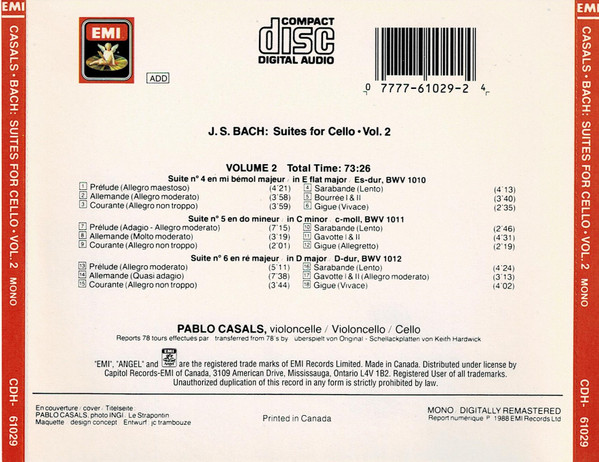 EMI
CASALS • BACH: SUITES FOR CELLO • VOL. 2 MONO
CDH- 61029
EMI
ADD
COMPACT
disc
DIGITAL AUDIO
0 7777-61029-2 4
J. S. BACH: Suites for Cello • Vol. 2
VOLUME 2 Total Time: 73:26
Suite n° 4 en mi bémol majeur / in E flat major / Es-dur, BWV 1010
1 Prélude (Allegro maestoso) (4'21)
2 Allemande (Allegro moderato) (3'58)
3 Courante (Allegro non troppo) (3'59)
4 Sarabande (Lento) (4'13)
5 Bourrée I & II (3'40)
6 Gigue (Vivace) (2'35)
Suite n° 5 en do mineur / in C minor / c-moll, BWV 1011
7 Prélude (Adagio - Allegro moderato) (7'15)
8 Allemande (Molto moderato) (3'19)
9 Courante (Allegro non troppo) (2'01)
10 Sarabande (Lento) (2'46)
11 Gavotte I & II (4'31)
12 Gigue (Allegretto) (2'19)
Suite n° 6 en ré majeur / in D major / D-dur, BWV 1012
13 Prélude (Allegro moderato) (5'11)
14 Allemande (Quasi adagio) (7'38)
15 Courante (Allegro non troppo) (3'44)
16 Sarabande (Lento) (4'24)
17 Gavotte I & II (Allegro moderato) (3'13)
18 Gigue (Vivace) (4'02)
PABLO CASALS, violoncelle / Violoncello / Cello
Reports 78 tours effectues par transferred from 78's by uberspielt von Original - Schellackplatten von Keith Hardwick
"EMI", "ANGEL" and are the registered trade marks of EMI Records Limited. Made in Canada. Distributed under license by
Capitol Records-EMI of Canada, 3109 American Drive, Mississauga, Ontario L4V 1B2. Registered User of all trademarks.
Unauthorized duplication of this record in any form is strictly prohibited by law.
En couverture / cover / Titelseite
PABLO CASALS, photo INGI . Le Strapontin
Maquette design concept Entwurf: jc trambouze
Printed in Canada
MONO / DIGITALLY REMASTERED
Report numérique ℗ 1988 EMI Records Ltd
EMI
CASALS • BACH: SUITES FOR CELLO • VOL. 2 MONO
CDH- 61029